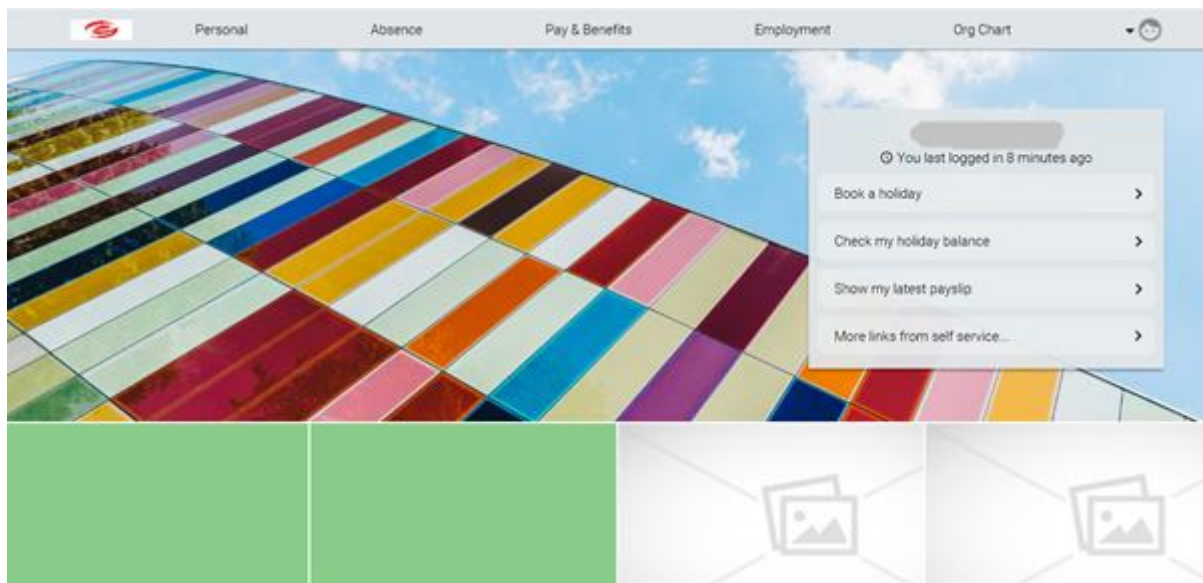 Personal
Absence
Pay & Benefits
Employment
Org Chart
You last logged in 8 minutes ago
Book a holiday
Check my holiday balance
Show my latest payslip
More links from self service...